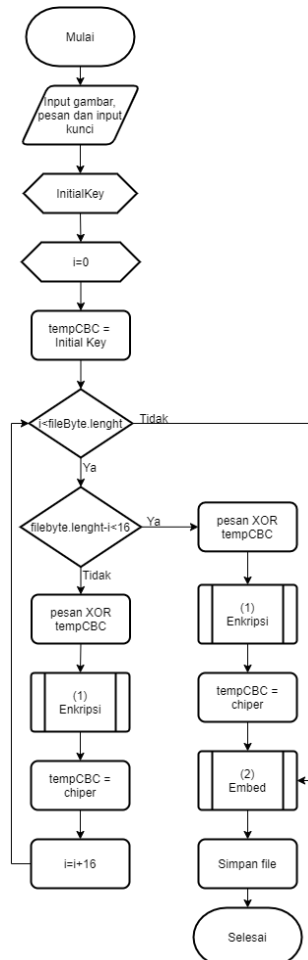 Mulai
Input gambar,
pesan dan input
kunci
InitialKey
i=0
tempCBC =
Initial Key
i<fileByte.lenght
Tidak
Ya
filebyte.lenght-i<16
Ya
Tidak
pesan XOR
tempCBC
(1)
Enkripsi
tempCBC =
chiper
i=i+16
pesan XOR
tempCBC
(1)
Enkripsi
tempCBC =
chiper
(2)
Embed
Simpan file
Selesai